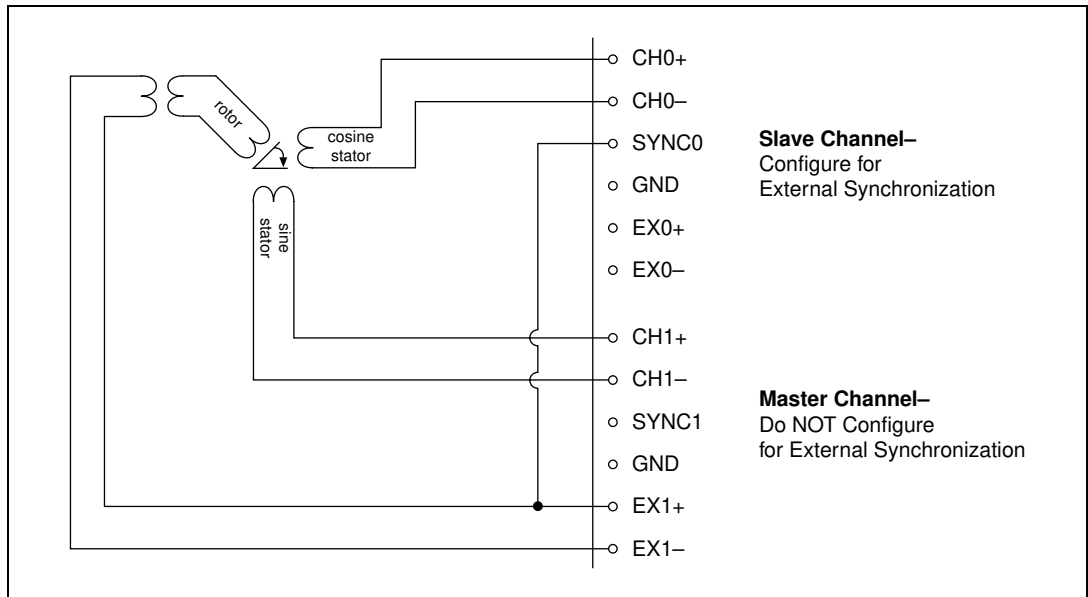 rotor
cosine
stator
sine
stator
CH0+
CH0–
SYNC0
GND
EX0+
EX0–
Slave Channel–
Configure for
External Synchronization
CH1+
CH1–
SYNC1
GND
EX1+
EX1–
Master Channel–
Do NOT Configure
for External Synchronization